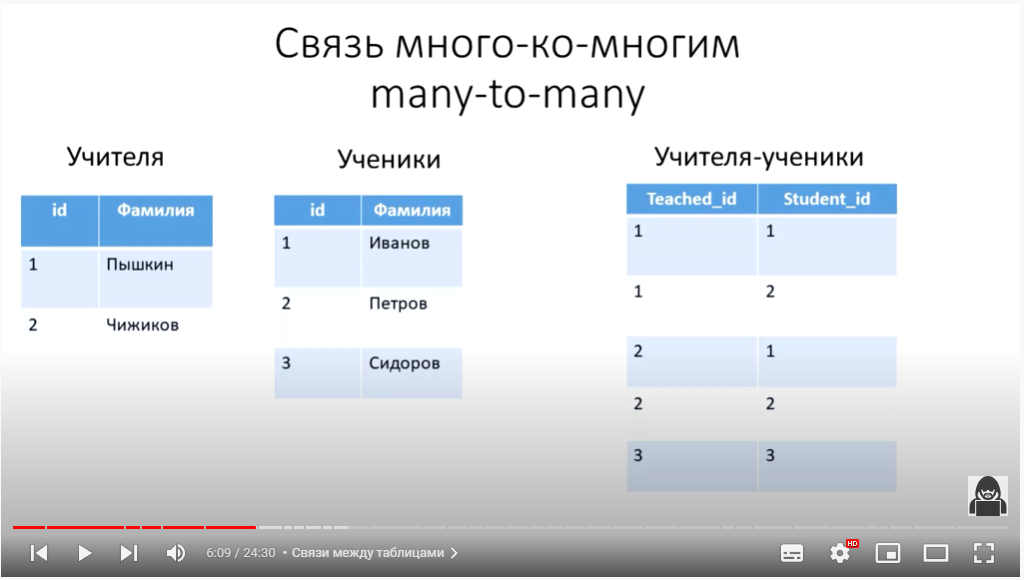 Связь много-ко-многим
many-to-many
Учителя
Ученики
Учителя-ученики
id Фамилия
1 Пышкин
2 Чижиков
id Фамилия
1 Иванов
2 Петров
3 Сидоров
Teached_id Student_id
1 1
1 2
2 1
2 2
3 3
6:09 / 24:30 • Связи между таблицами
HD